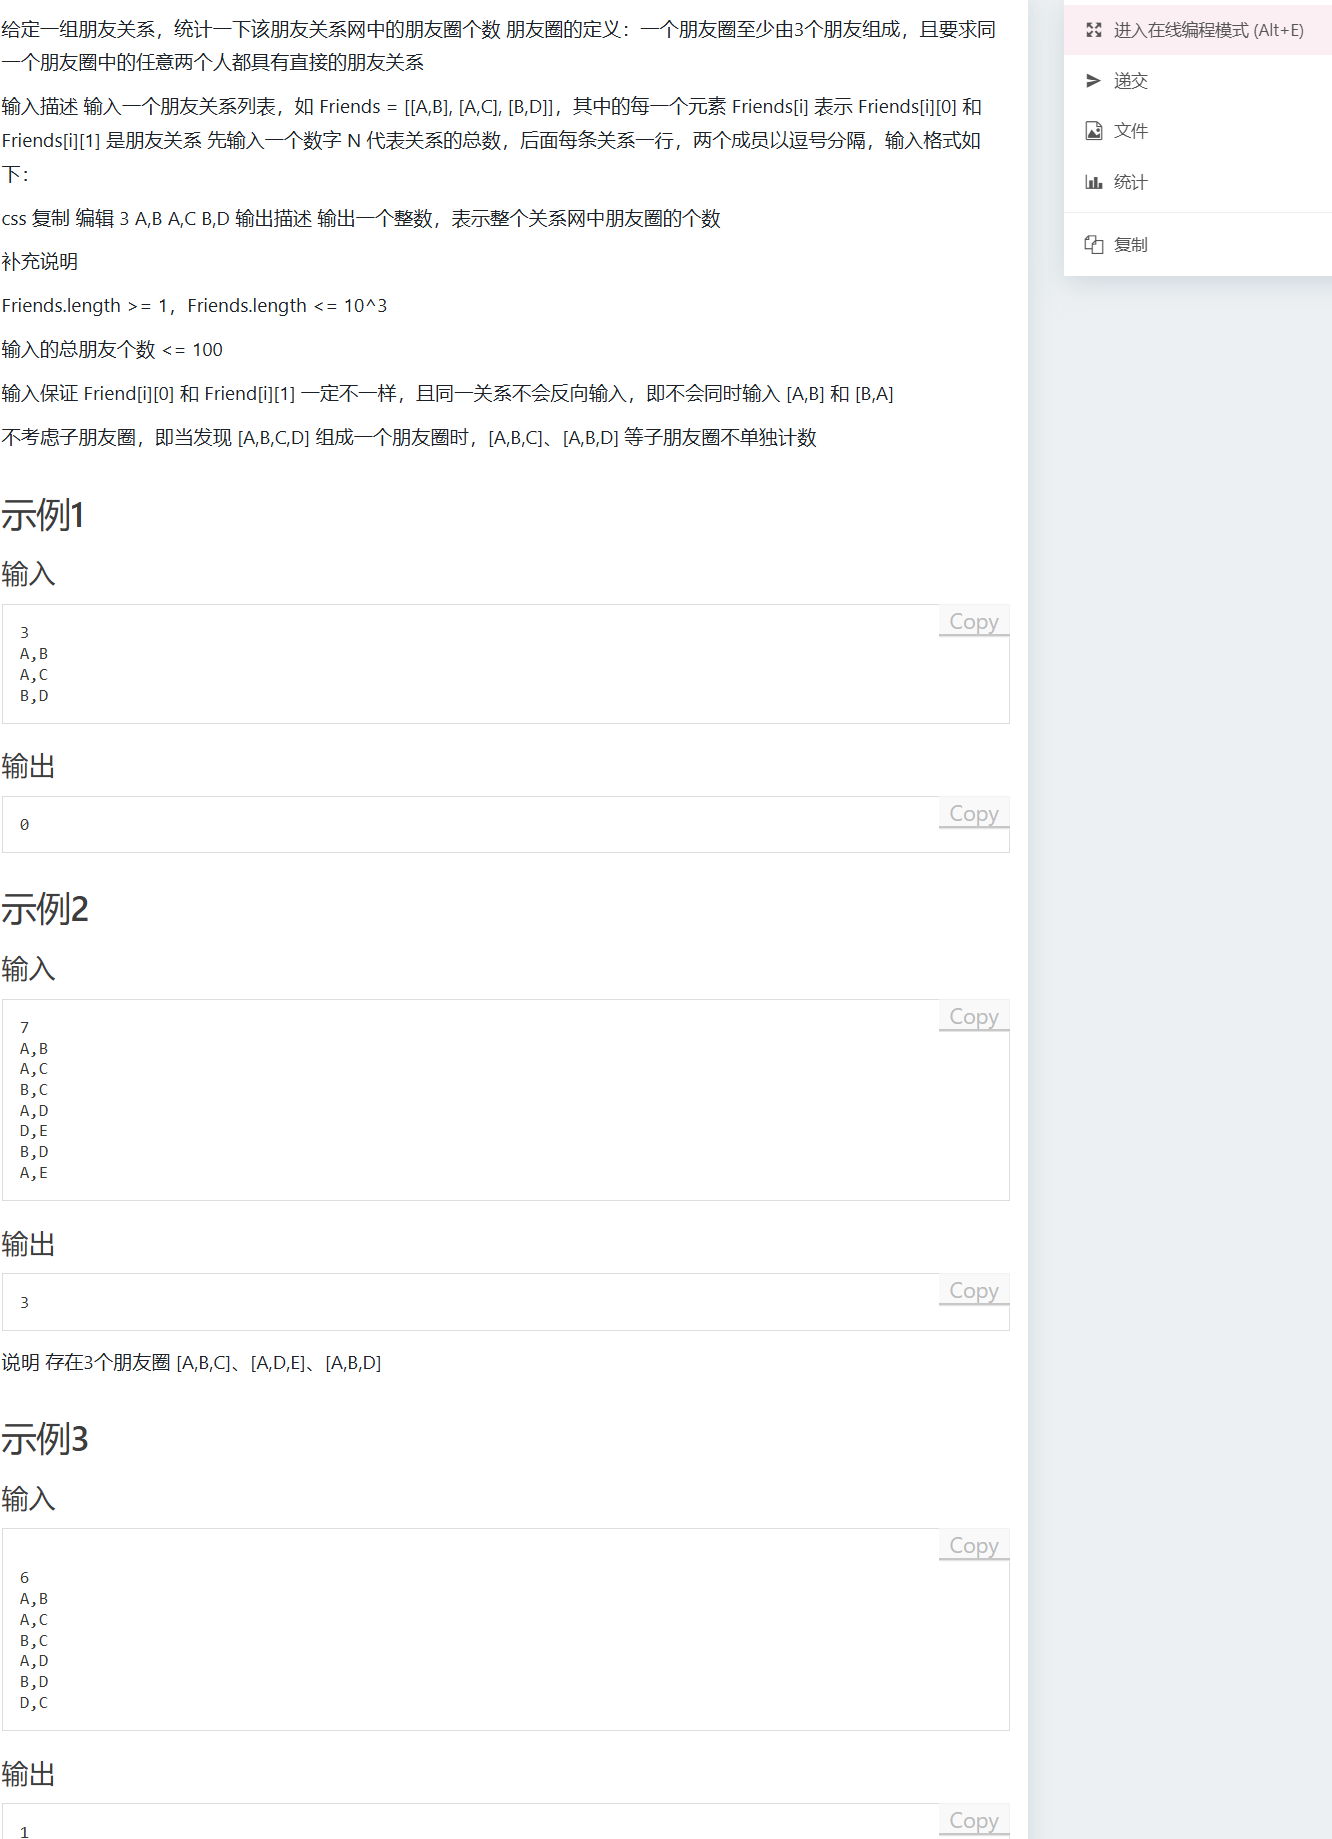 给定一组朋友关系，统计一下该朋友关系网中的朋友圈个数 朋友圈的定义：一个朋友圈至少由3个朋友组成，且要求同
一个朋友圈中的任意两个人都具有直接的朋友关系
输入描述 输入一个朋友关系列表，如 Friends = [[A,B], [A,C], [B,D]]，其中的每一个元素 Friends[i] 表示 Friends[i][0] 和
Friends[i][1] 是朋友关系 先输入一个数字 N 代表关系的总数，后面每条关系一行，两个成员以逗号分隔，输入格式如
下：
css 复制 编辑 3 A,B A,C B,D 输出描述 输出一个整数，表示整个关系网中朋友圈的个数
补充说明
Friends.length >= 1，Friends.length <= 10^3
输入的总朋友个数 <= 100
输入保证 Friend[i][0] 和 Friend[i][1] 一定不一样，且同一关系不会反向输入，即不会同时输入 [A,B] 和 [B,A]
不考虑子朋友圈，即当发现 [A,B,C,D] 组成一个朋友圈时，[A,B,C]、[A,B,D] 等子朋友圈不单独计数
示例1
输入
Copy
3
A,B
A,C
B,D
输出
Copy
0
示例2
输入
Copy
7
A,B
A,C
B,C
A,D
D,E
B,D
A,E
输出
Copy
3
说明 存在3个朋友圈 [A,B,C]、[A,D,E]、[A,B,D]
示例3
输入
Copy
6
A,B
A,C
B,C
A,D
B,D
D,C
输出
Copy
1
进入在线编程模式 (Alt+E)
递交
文件
统计
复制